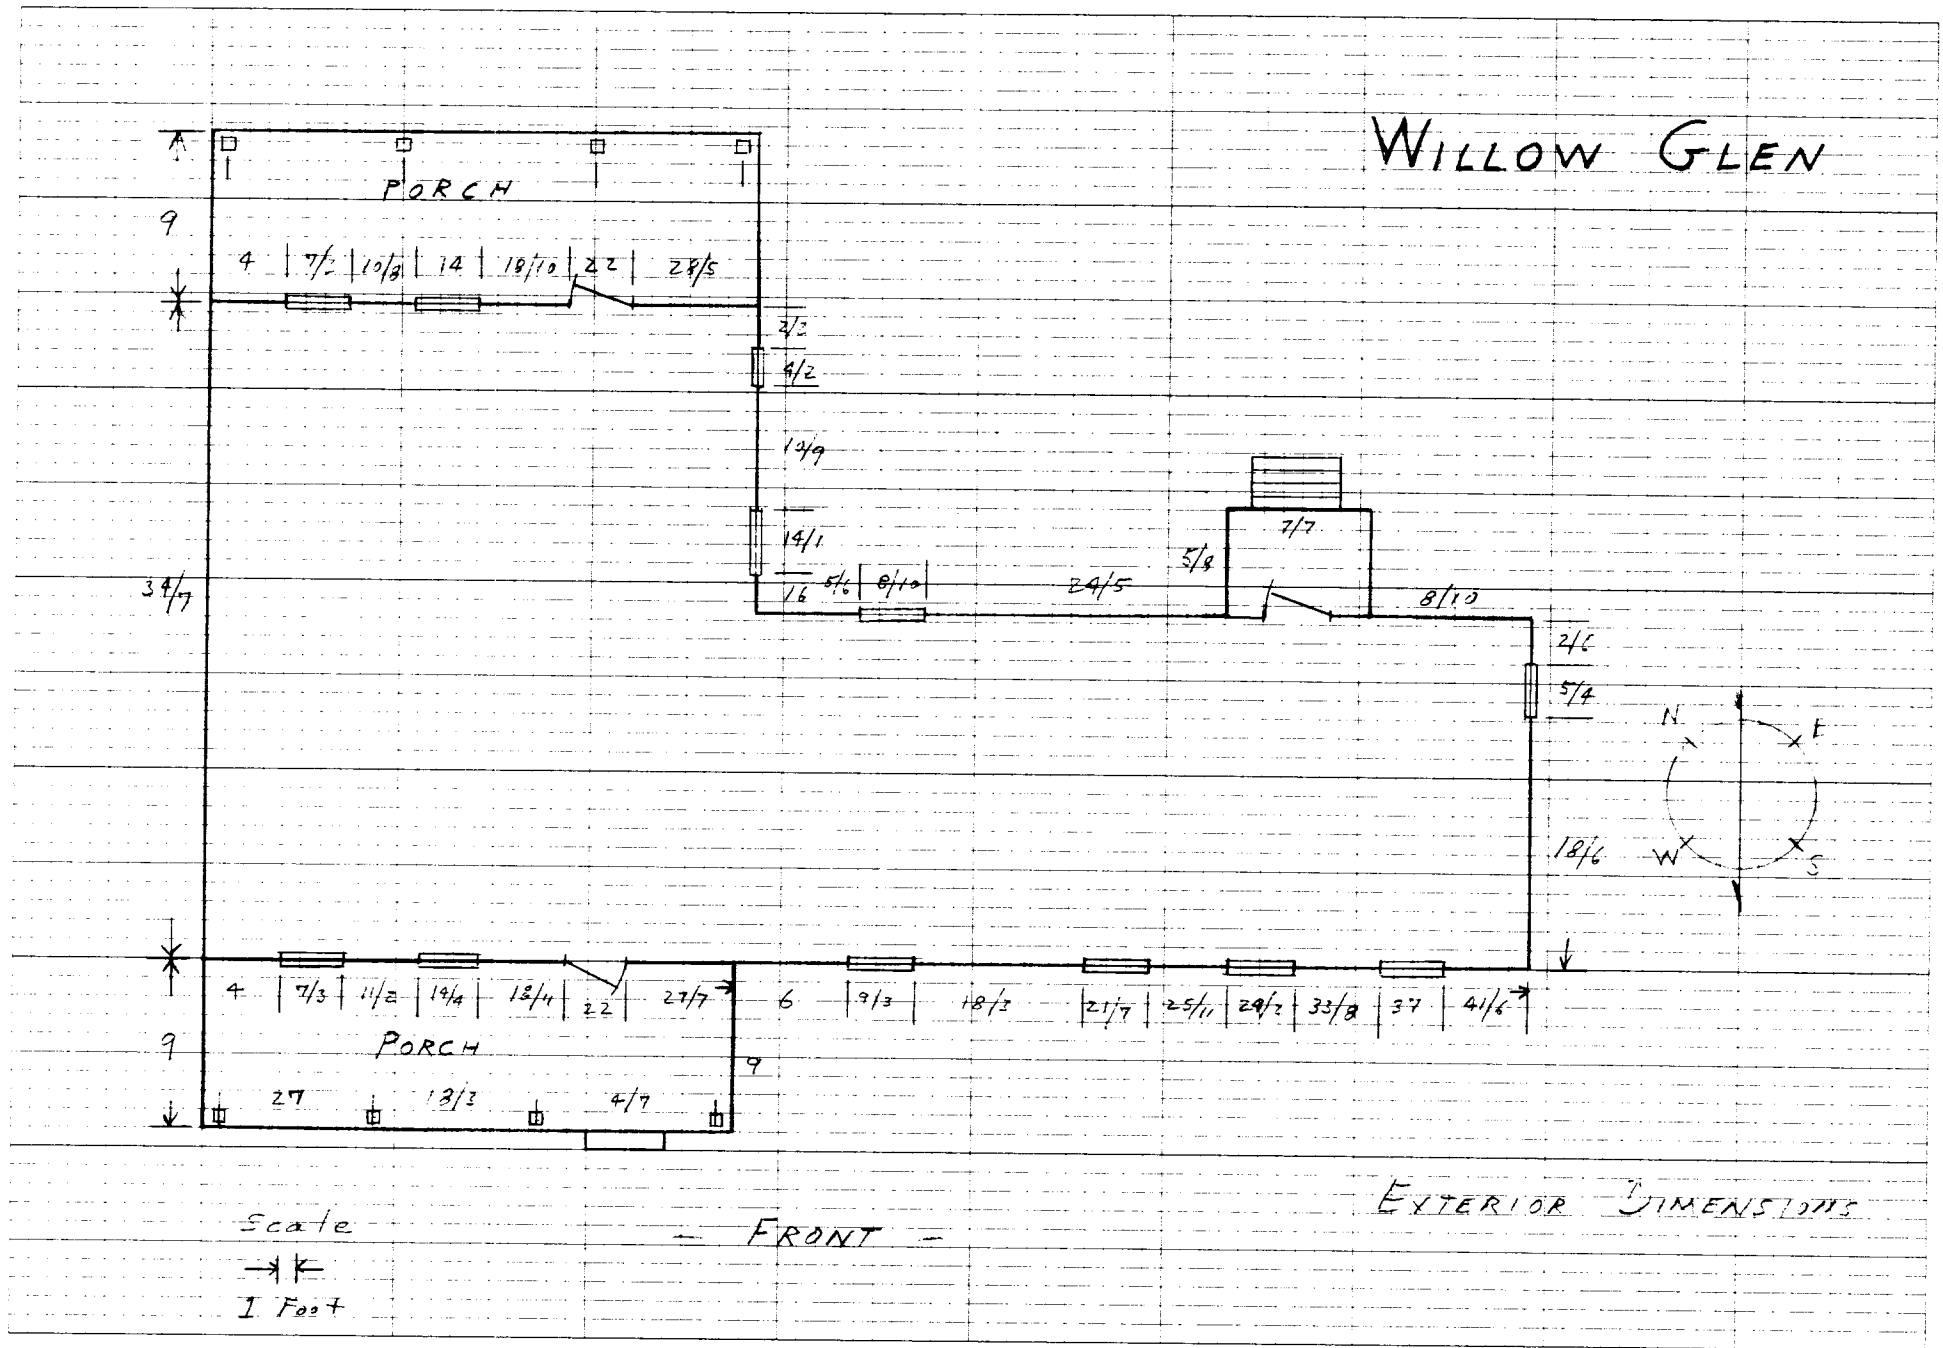 WILLOW GLEN
PORCH
9
4 | 7/3 | 10/8 | 14 | 18/10 | 22 | 28/5
2/3
4/2
13/9
14/1
16
5/6 | 8/10 | 24/5
5/8
7/7
8/10
2/6
5/4
34/7
N E
W S
18/6
4 | 7/3 | 11/2 | 14/4 | 18/11 | 22 | 27/7
6 | 9/3 | 18/3 | 21/7 | 25/11 | 29/2 | 33/8 | 37 | 41/6
9
PORCH
9
27 18/3 4/7
EXTERIOR DIMENSIONS
Scale
1 Foot
- FRONT -